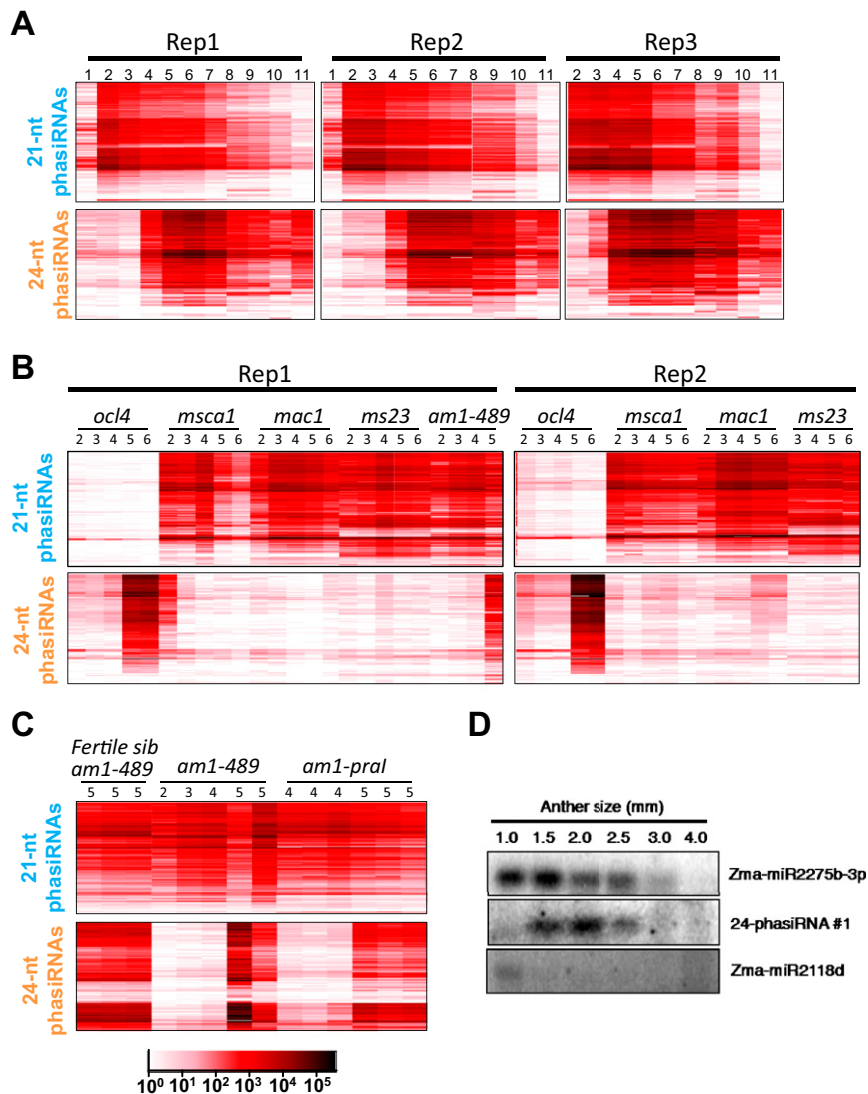 A
Rep1 Rep2 Rep3
1 2 3 4 5 6 7 8 9 10 11 1 2 3 4 5 6 7 8 9 10 11 2 3 4 5 6 7 8 9 10 11
21-nt
phasiRNAs
24-nt
phasiRNAs
B
Rep1 Rep2
ocl4 msca1 mac1 ms23 am1-489 ocl4 msca1 mac1 ms23
2 3 4 5 6 2 3 4 5 6 2 3 4 5 6 2 3 4 5 6 2 3 4 5 2 3 4 5 6 2 3 4 5 6 2 3 4 5 6 3 4 5 6
21-nt
phasiRNAs
24-nt
phasiRNAs
C
Fertile sib
am1-489 am1-489 am1-praI
5 5 5 2 3 4 5 5 4 4 4 5 5 5
21-nt
phasiRNAs
24-nt
phasiRNAs
10⁰ 10¹ 10² 10³ 10⁴ 10⁵
D
Anther size (mm)
1.0 1.5 2.0 2.5 3.0 4.0
Zma-miR2275b-3p
24-phasiRNA #1
Zma-miR2118d